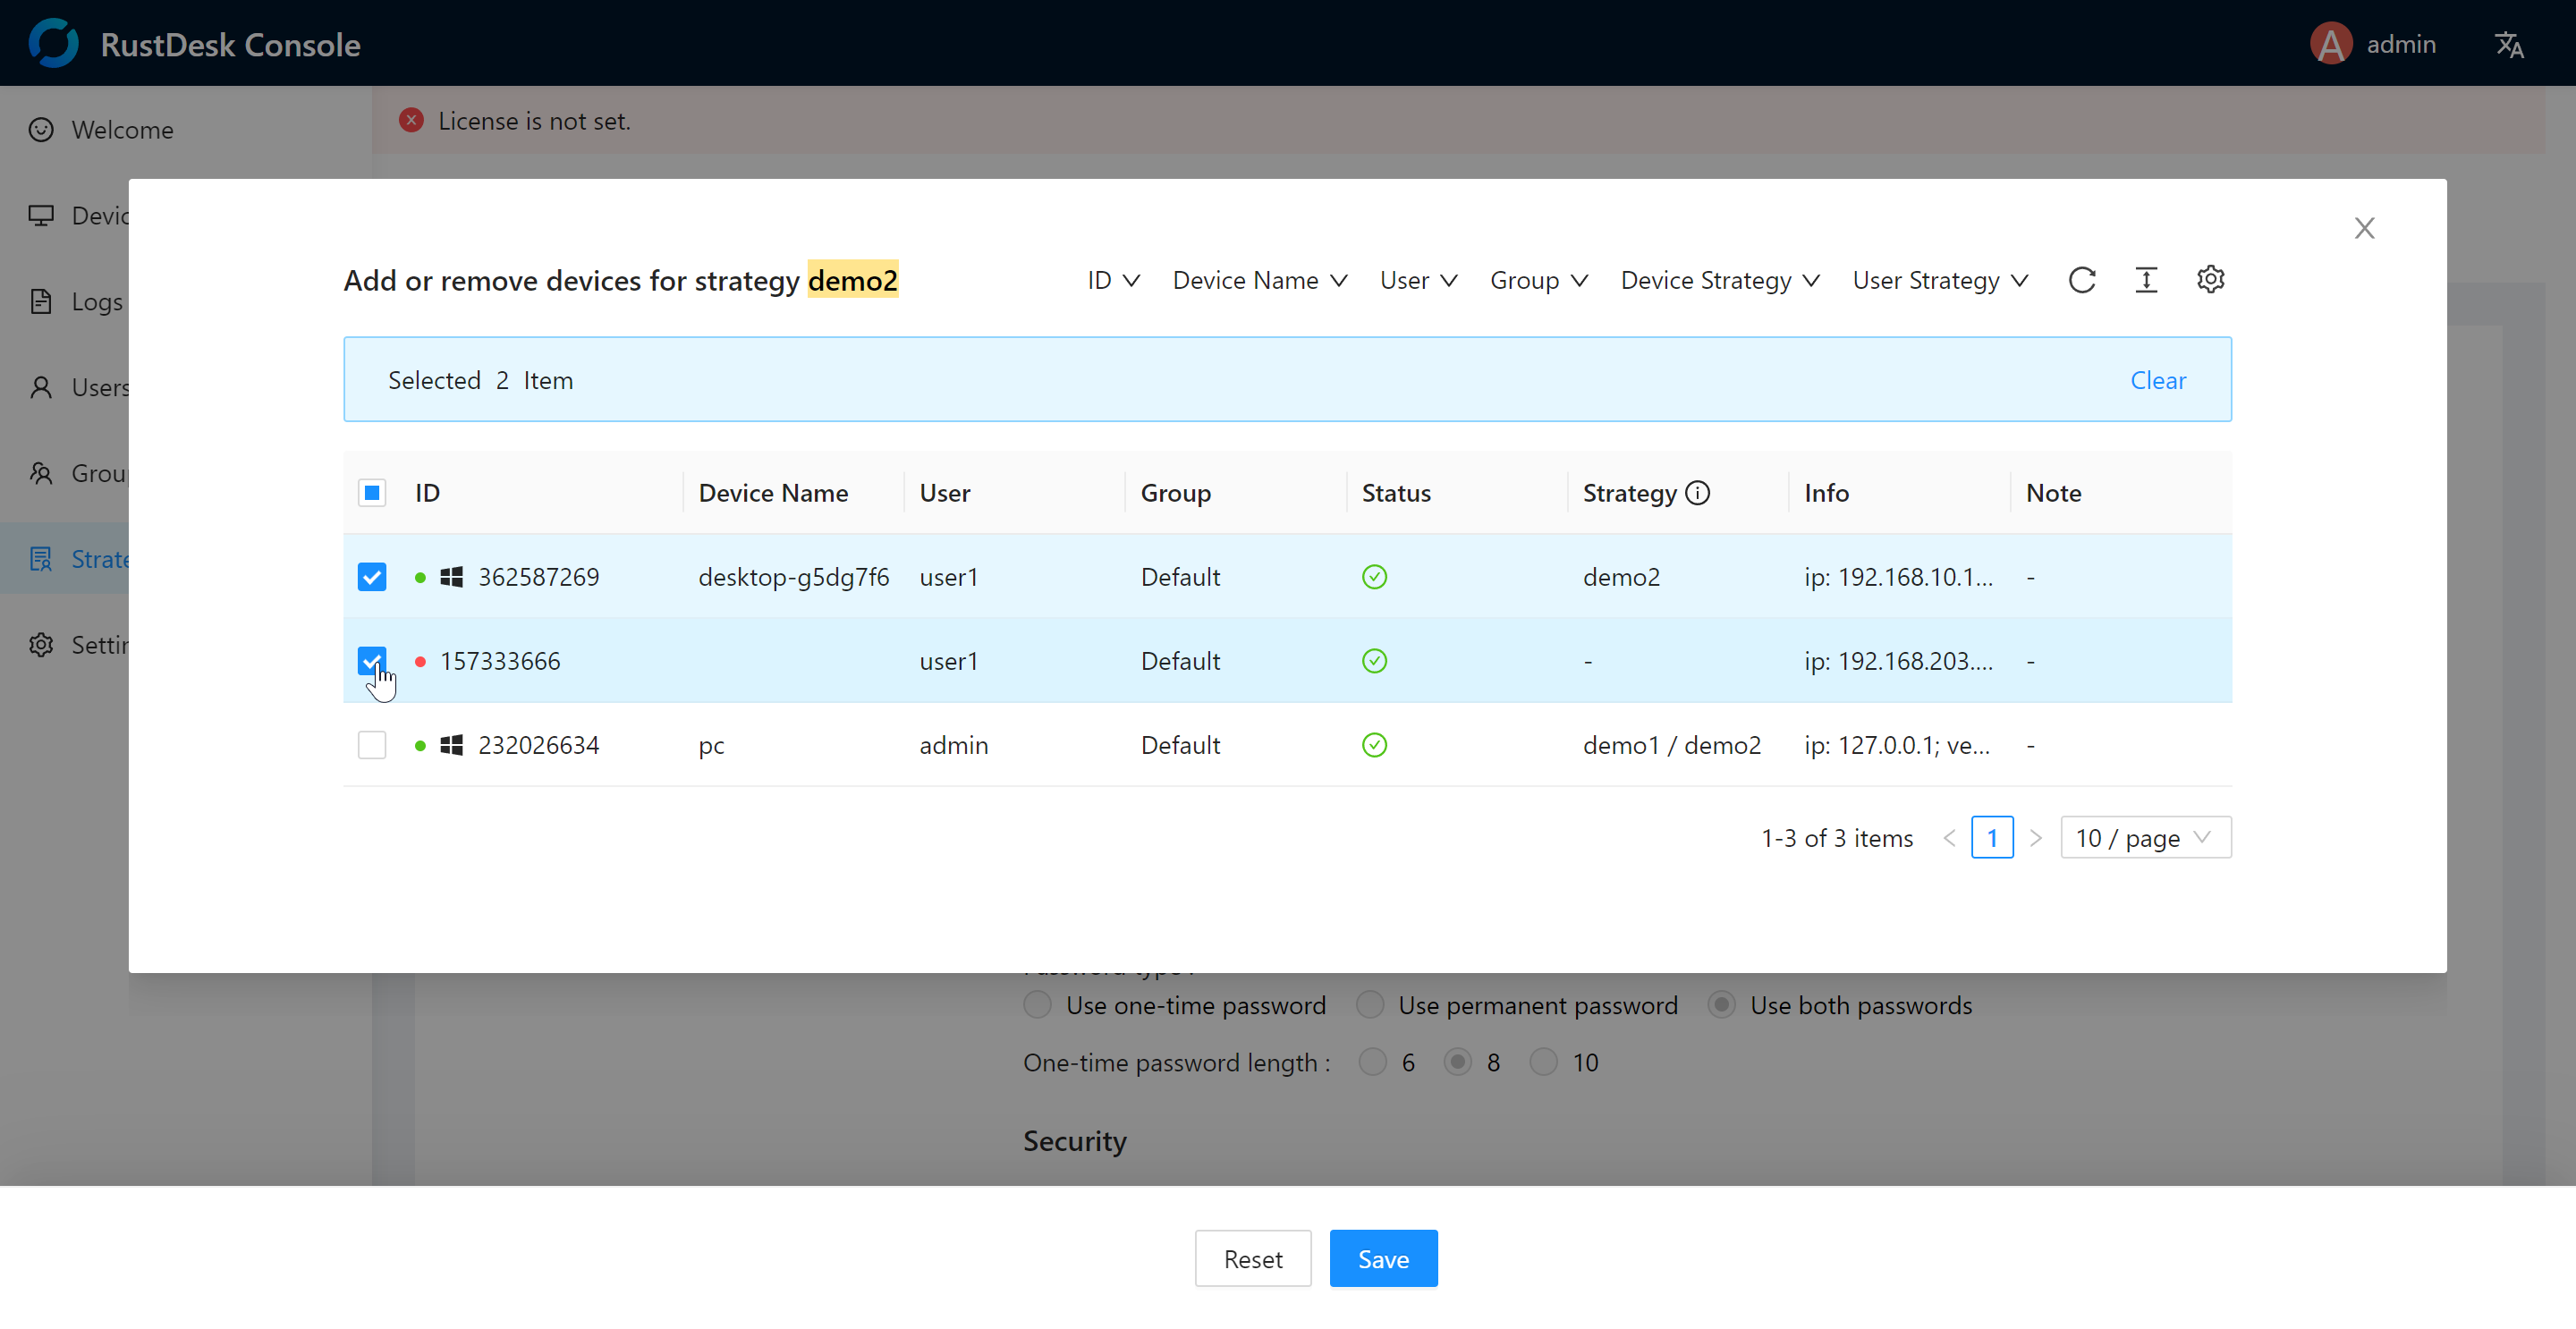 RustDesk Console
A admin
Welcome
License is not set.
Devic
Logs
Users
Grou
Strate
Settin
Add or remove devices for strategy demo2
ID Device Name User Group Device Strategy User Strategy
Selected 2 Item Clear
ID Device Name User Group Status Strategy Info Note
362587269 desktop-g5dg7f6 user1 Default demo2 ip: 192.168.10.1... -
157333666 user1 Default - ip: 192.168.203.... -
232026634 pc admin Default demo1 / demo2 ip: 127.0.0.1; ve... -
1-3 of 3 items < 1 > 10 / page
Use one-time password Use permanent password Use both passwords
One-time password length : 6 8 10
Security
Reset Save